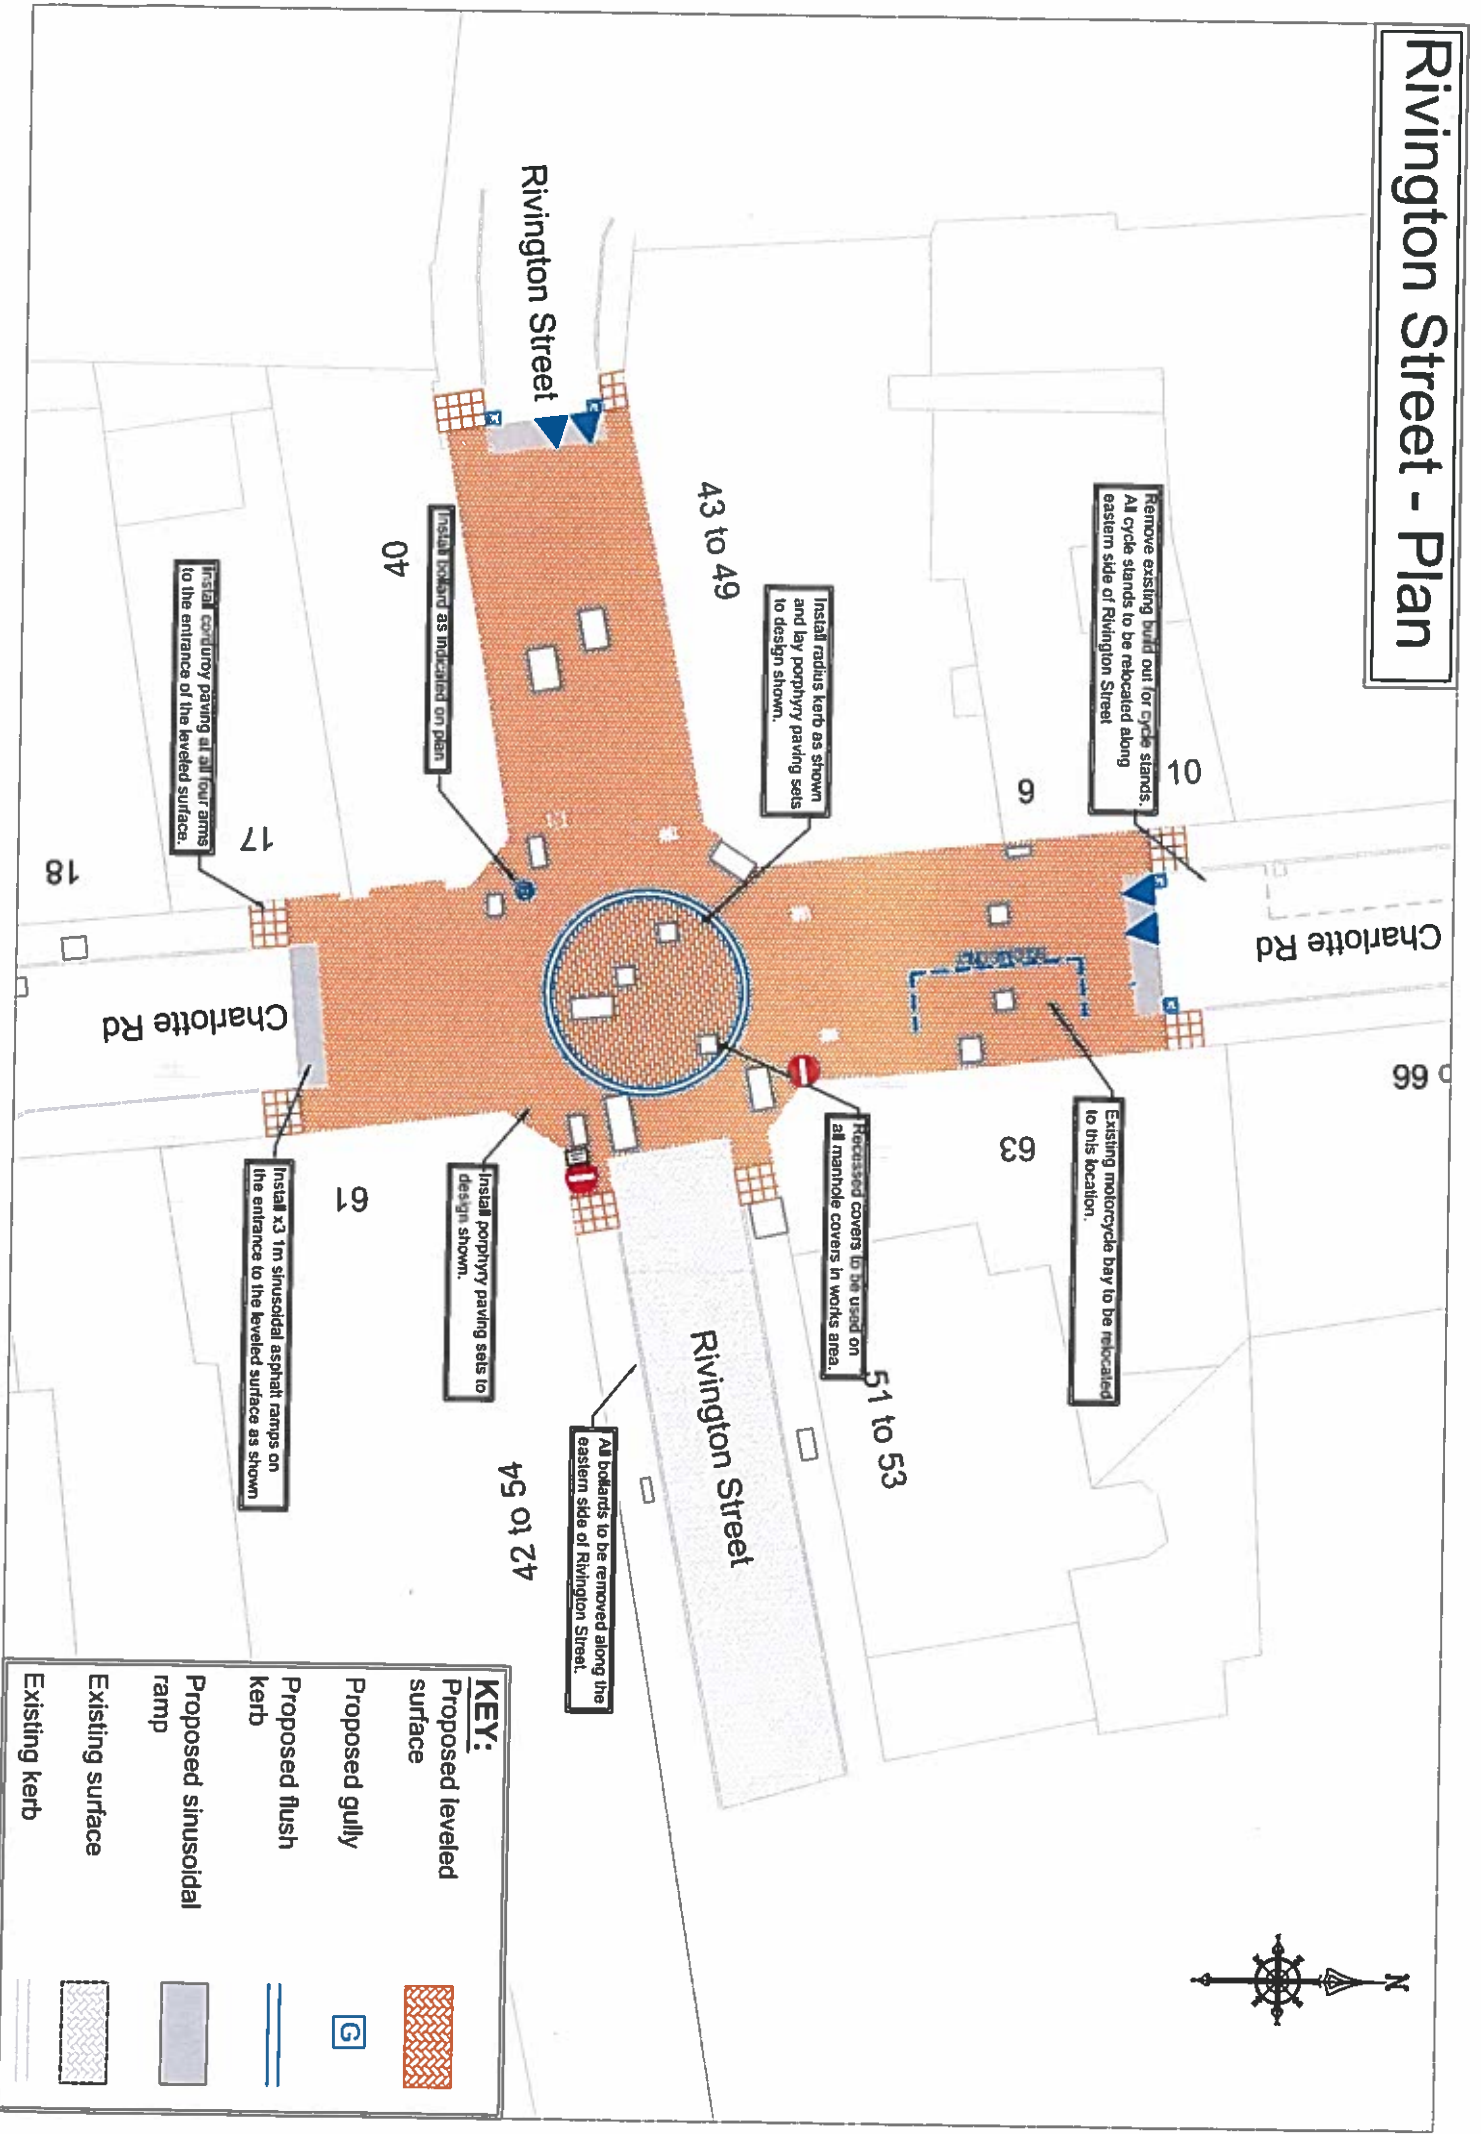 Rivington Street - Plan
N
Remove existing build out for cycle stands.
All cycle stands to be relocated along
eastern side of Rivington Street
10
Charlotte Rd
66
9
Existing motorcycle bay to be relocated
to this location.
63
Install radius kerb as shown
and lay porphyry paving sets
to design shown.
43 to 49
Recessed covers to be used on
all manhole covers in works area.
51 to 53
Rivington Street
Rivington Street
Install bollard as indicated on plan
40
Install porphyry paving sets to
design shown.
All bollards to be removed along the
eastern side of Rivington Street.
42 to 54
Install corduroy paving at all four arms
to the entrance of the leveled surface.
17
18
Charlotte Rd
61
Install x3 1m sinusoidal asphalt ramps on
the entrance to the leveled surface as shown
KEY:
Proposed leveled
surface
Proposed gully
G
Proposed flush
kerb
Proposed sinusoidal
ramp
Existing surface
Existing kerb